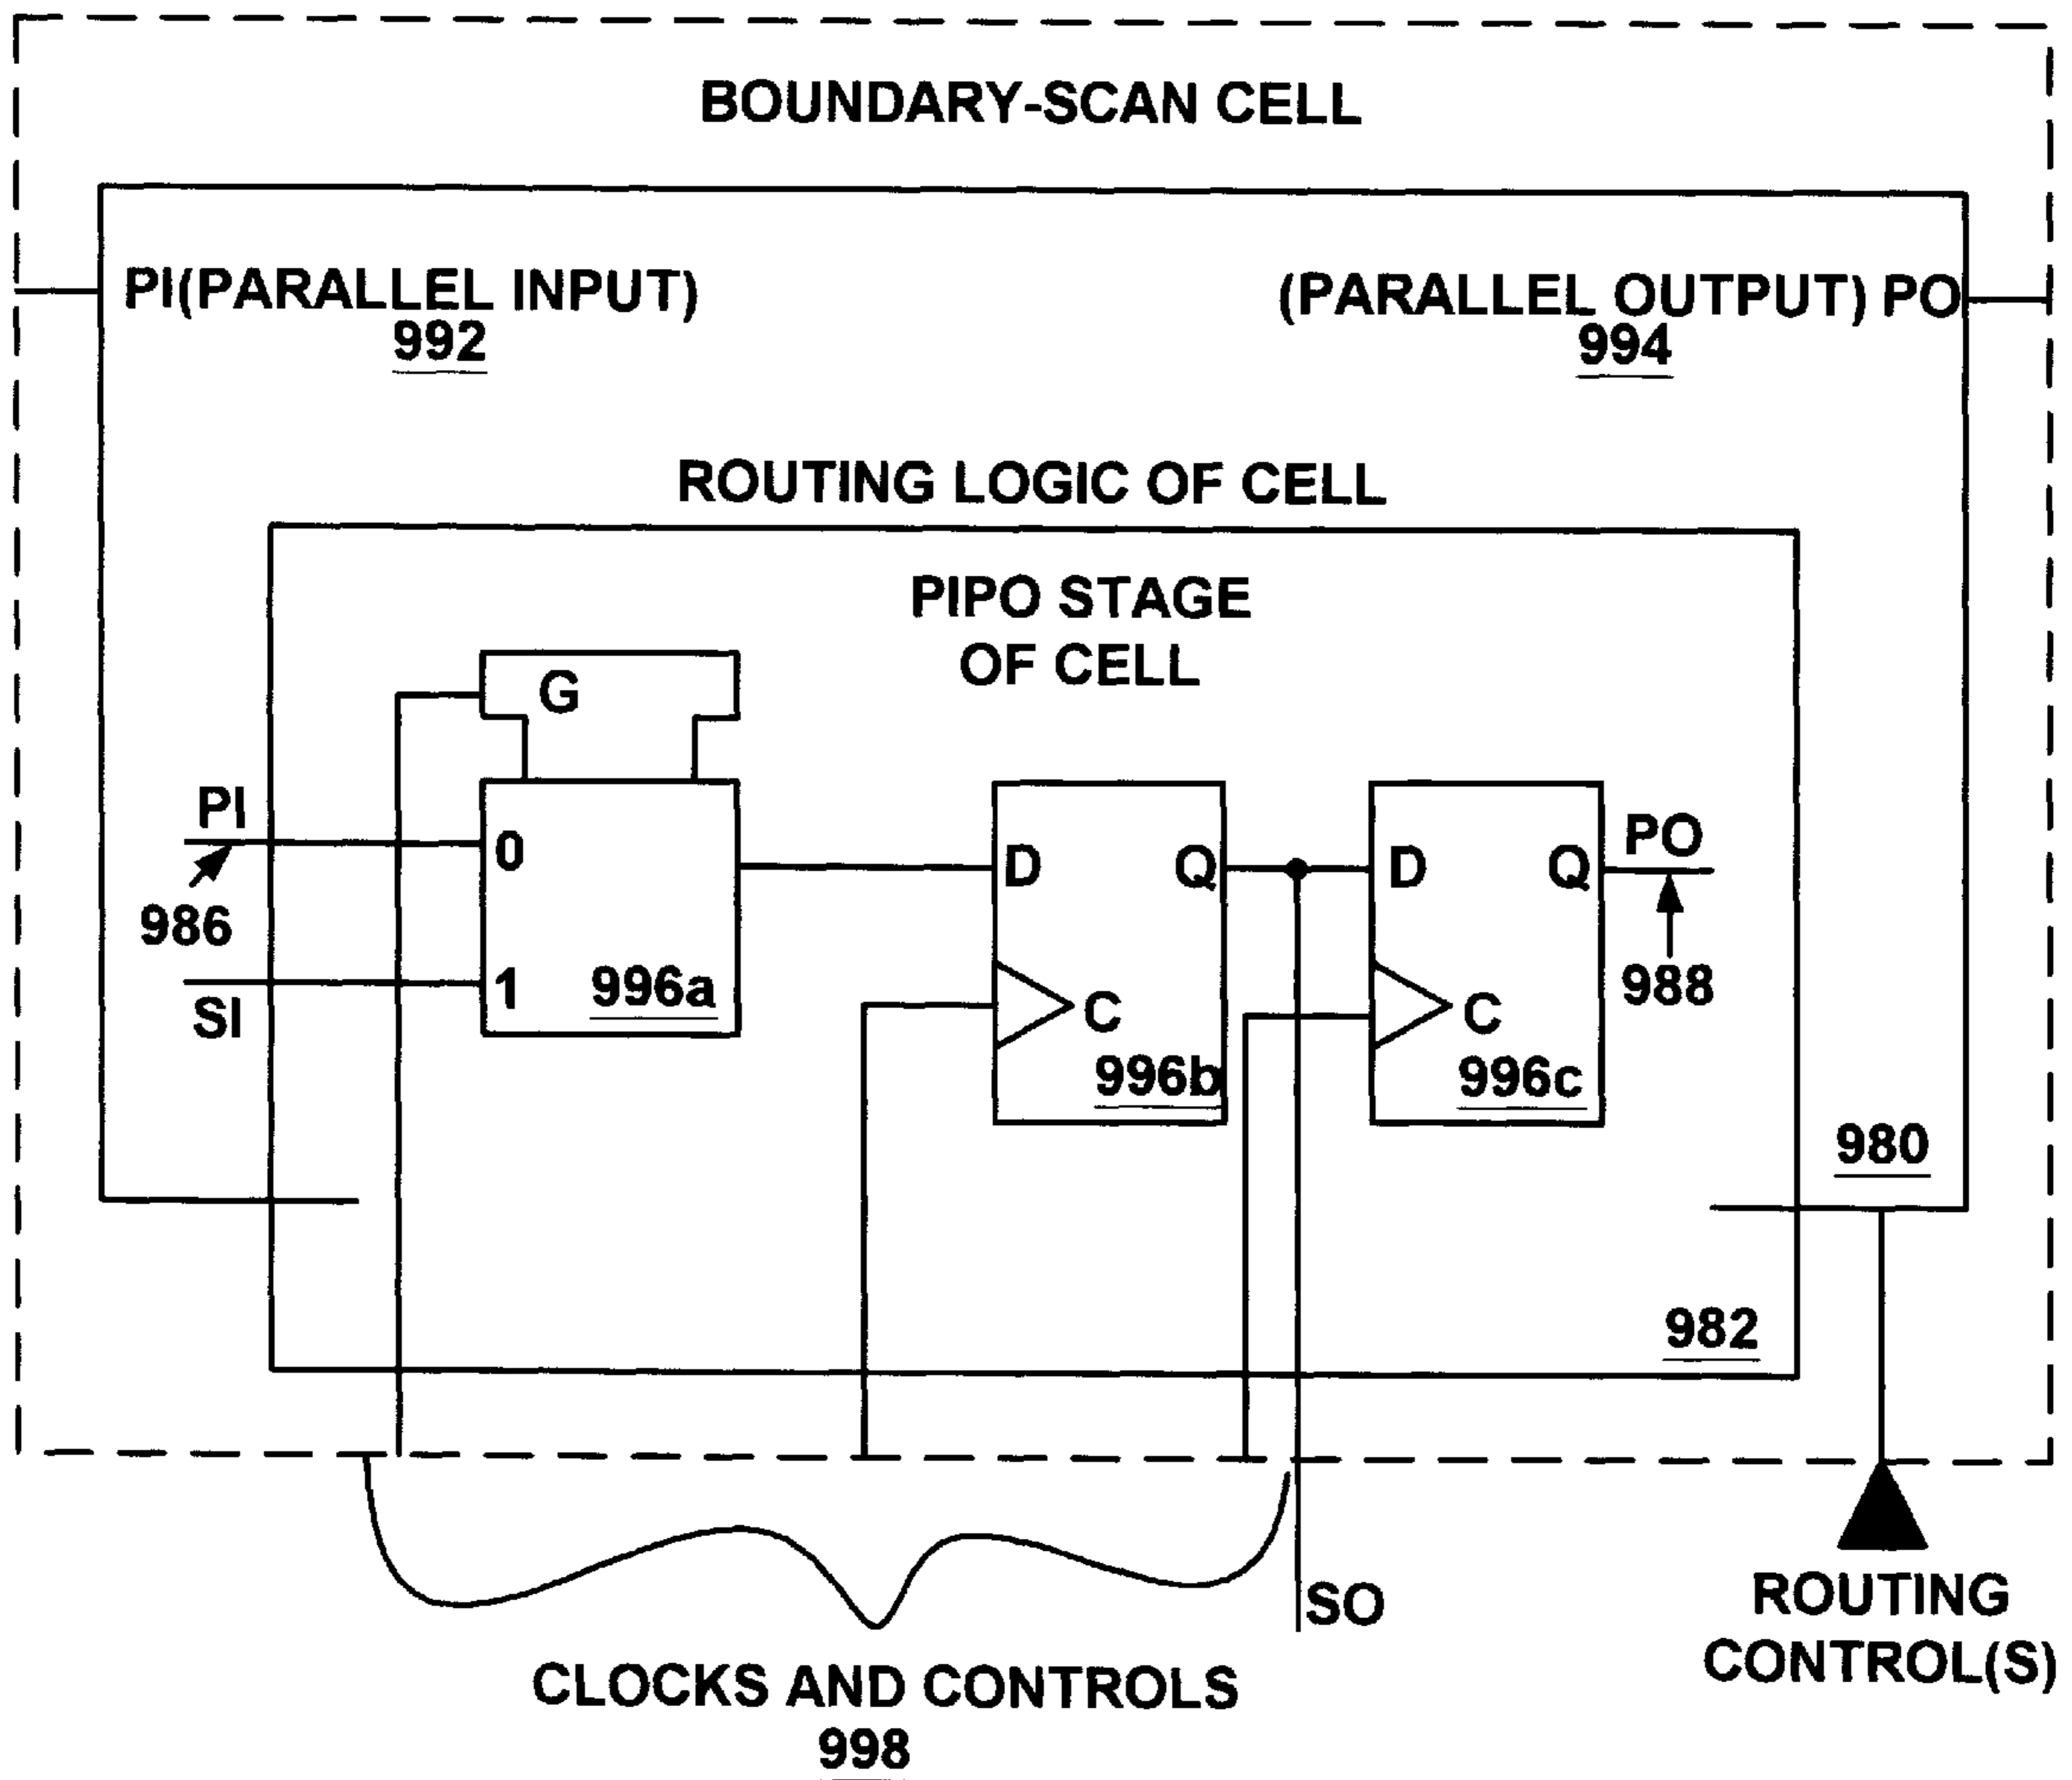 BOUNDARY-SCAN CELL
PI(PARALLEL INPUT)
992
(PARALLEL OUTPUT) PO
994
ROUTING LOGIC OF CELL
PIPO STAGE
OF CELL
G
PI
986
SI
0
1
996a
D
Q
C
996b
D
Q
C
996c
PO
988
980
982
SO
ROUTING
CONTROL(S)
CLOCKS AND CONTROLS
998